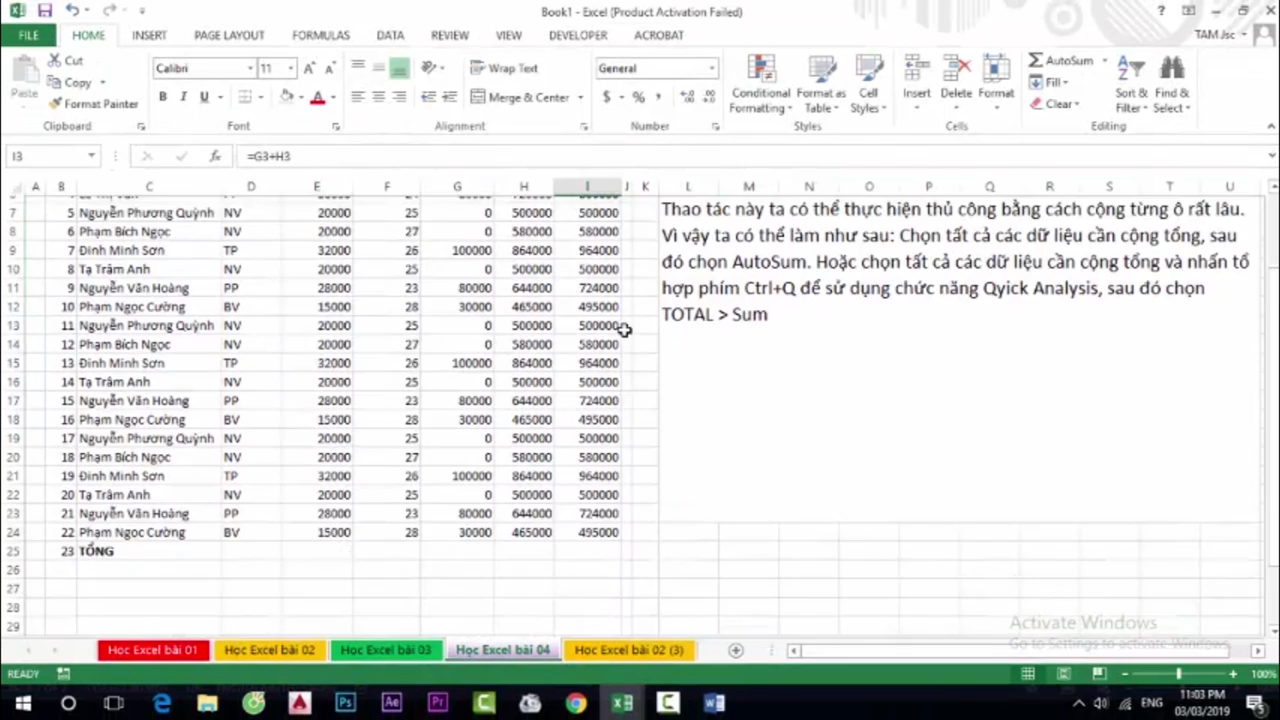 Book1 - Excel (Product Activation Failed)
FILE HOME INSERT PAGE LAYOUT FORMULAS DATA REVIEW VIEW DEVELOPER ACROBAT TAM Jsc
Paste Cut Calibri 11 Wrap Text General Conditional Formatting Format as Table Cell Styles Insert Delete Format AutoSum Sort & Filter Find & Select
Copy Merge & Center $ % , Fill
Format Painter B I U A Clear
Clipboard Font Alignment Number Styles Cells Editing
I3 fx =G3+H3
A B C D E F G H I J K L M N O P Q R S T U
7 5 Nguyễn Phương Quỳnh NV 20000 25 0 500000 500000
8 6 Phạm Bích Ngọc NV 20000 27 0 580000 580000
9 7 Đinh Minh Sơn TP 32000 26 100000 864000 964000
10 8 Tạ Trâm Anh NV 20000 25 0 500000 500000
11 9 Nguyễn Văn Hoàng PP 28000 23 80000 644000 724000
12 10 Phạm Ngọc Cường BV 15000 28 30000 465000 495000
13 11 Nguyễn Phương Quỳnh NV 20000 25 0 500000 500000
14 12 Phạm Bích Ngọc NV 20000 27 0 580000 580000
15 13 Đinh Minh Sơn TP 32000 26 100000 864000 964000
16 14 Tạ Trâm Anh NV 20000 25 0 500000 500000
17 15 Nguyễn Văn Hoàng PP 28000 23 80000 644000 724000
18 16 Phạm Ngọc Cường BV 15000 28 30000 465000 495000
19 17 Nguyễn Phương Quỳnh NV 20000 25 0 500000 500000
20 18 Phạm Bích Ngọc NV 20000 27 0 580000 580000
21 19 Đinh Minh Sơn TP 32000 26 100000 864000 964000
22 20 Tạ Trâm Anh NV 20000 25 0 500000 500000
23 21 Nguyễn Văn Hoàng PP 28000 23 80000 644000 724000
24 22 Phạm Ngọc Cường BV 15000 28 30000 465000 495000
25 23 TỔNG
26
27
28
29
Thao tác này ta có thể thực hiện thủ công bằng cách cộng từng ô rất lâu.
Vì vậy ta có thể làm như sau: Chọn tất cả các dữ liệu cần cộng tổng, sau
đó chọn AutoSum. Hoặc chọn tất cả các dữ liệu cần cộng tổng và nhấn tổ
hợp phím Ctrl+Q để sử dụng chức năng Qyick Analysis, sau đó chọn
TOTAL > Sum
Activate Windows
Go to Settings to activate Windows.
Học Excel bài 01 Học Excel bài 02 Học Excel bài 03 Học Excel bài 04 Học Excel bài 02 (3)
READY 100%
Ps Ae Pr ENG 11:03 PM
03/03/2019